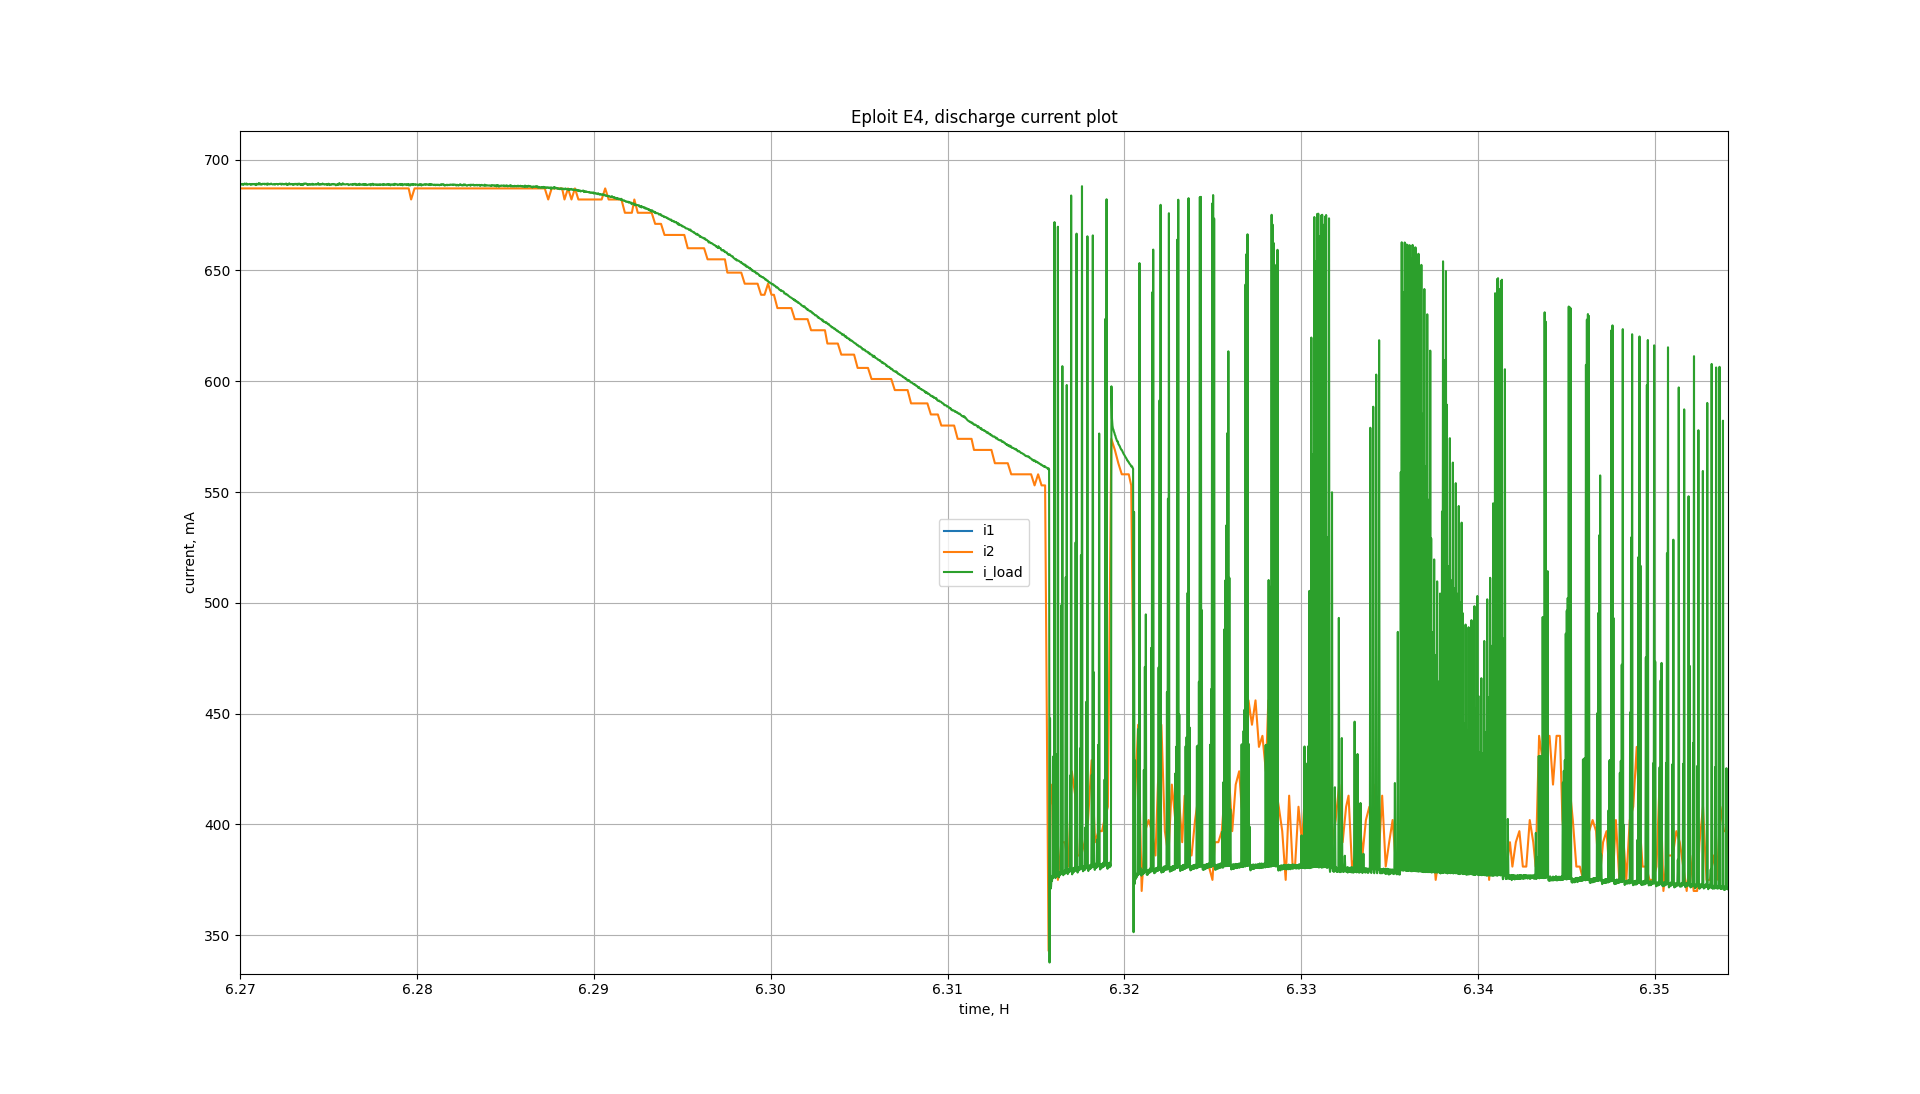 Eploit E4, discharge current plot
current, mA
700
650
600
550
500
450
400
350
i1
i2
i_load
6.27 6.28 6.29 6.30 6.31 6.32 6.33 6.34 6.35
time, H